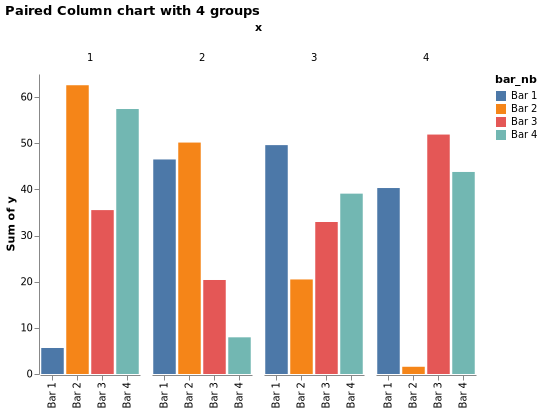 Paired Column chart with 4 groups
x
1 2 3 4
Sum of y
60
50
40
30
20
10
0
Bar 1 Bar 2 Bar 3 Bar 4 Bar 1 Bar 2 Bar 3 Bar 4 Bar 1 Bar 2 Bar 3 Bar 4 Bar 1 Bar 2 Bar 3 Bar 4
bar_nb
Bar 1
Bar 2
Bar 3
Bar 4